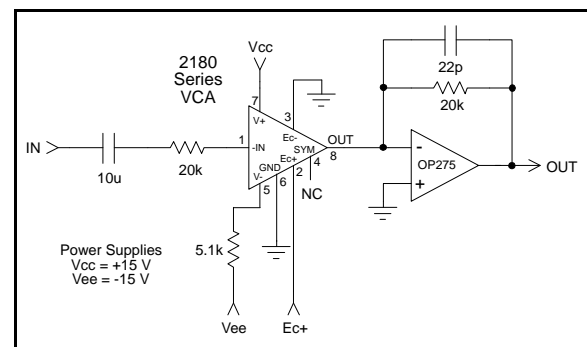 2180
Series
VCA
Vcc
22p
20k
7
V+
3
Ec-
IN
10u
20k
1
-IN
SYM
OUT
8
GND
Ec+
4
2
V-
5
6
NC
-
OP275
+
OUT
5.1k
Power Supplies
Vcc = +15 V
Vee = -15 V
Vee
Ec+